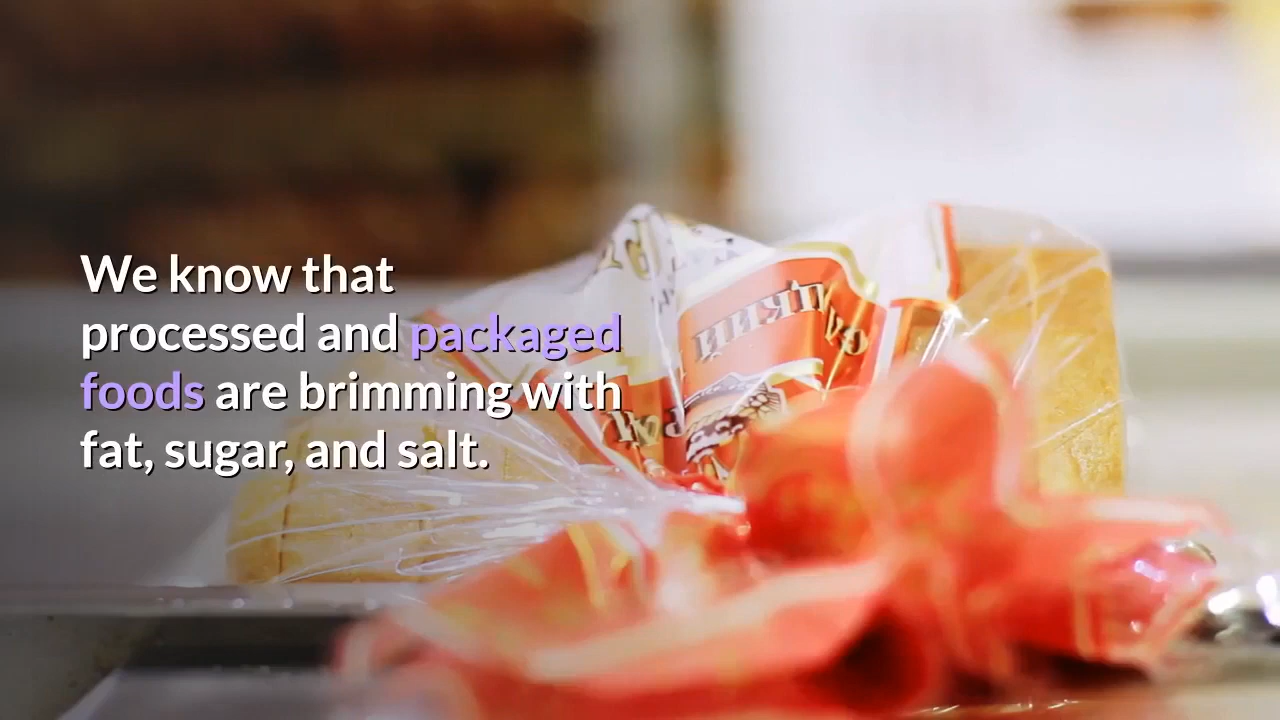 We know that
processed and packaged
foods are brimming with
fat, sugar, and salt.